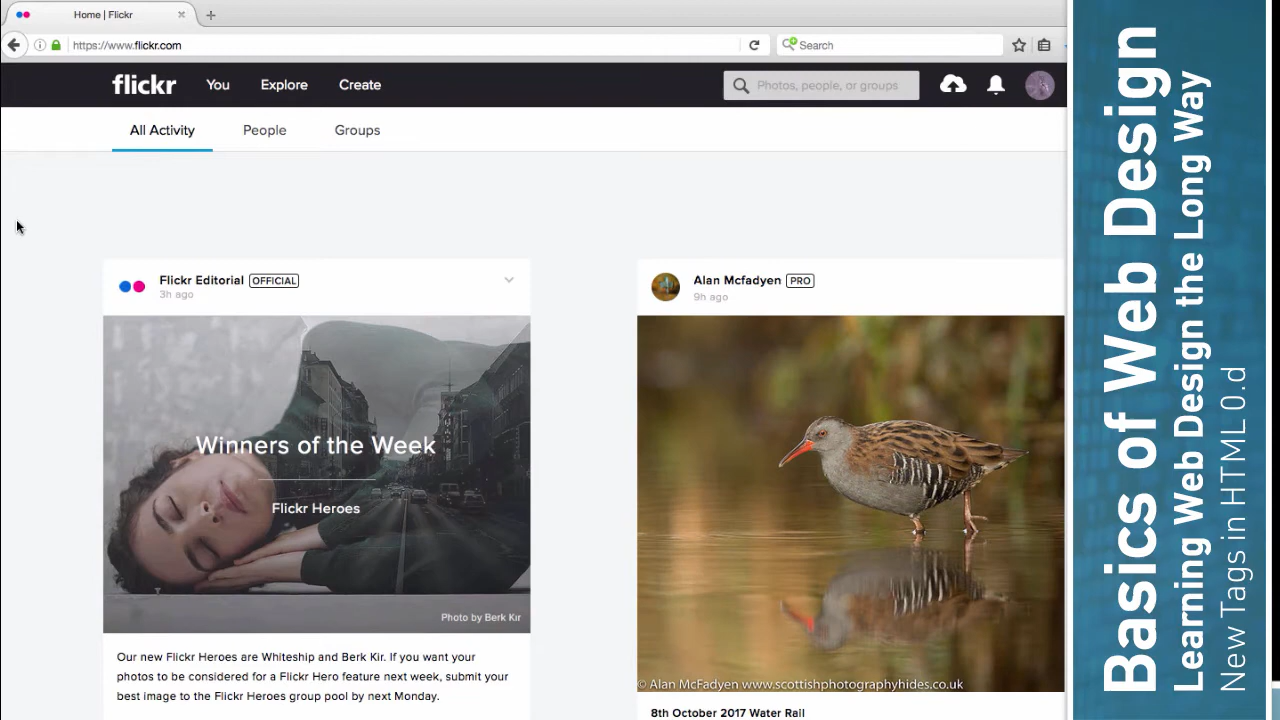 Home | Flickr
https://www.flickr.com
Search
flickr
You
Explore
Create
Photos, people, or groups
All Activity
People
Groups
Flickr Editorial OFFICIAL
3h ago
Winners of the Week
Flickr Heroes
Photo by Berk Kır
Our new Flickr Heroes are Whiteship and Berk Kir. If you want your
photos to be considered for a Flickr Hero feature next week, submit your
best image to the Flickr Heroes group pool by next Monday.
Alan Mcfadyen PRO
9h ago
© Alan McFadyen www.scottishphotographyhides.co.uk
8th October 2017 Water Rail
Basics of Web Design
Learning Web Design the Long Way
New Tags in HTML 0.d